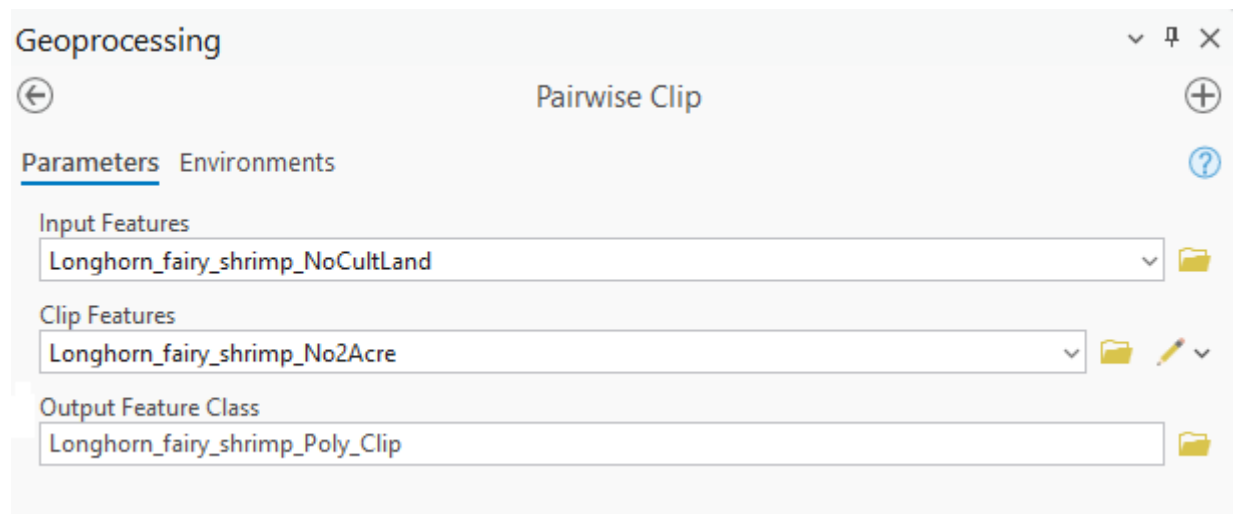 Geoprocessing
Pairwise Clip
Parameters Environments
Input Features
Longhorn_fairy_shrimp_NoCultLand
Clip Features
Longhorn_fairy_shrimp_No2Acre
Output Feature Class
Longhorn_fairy_shrimp_Poly_Clip